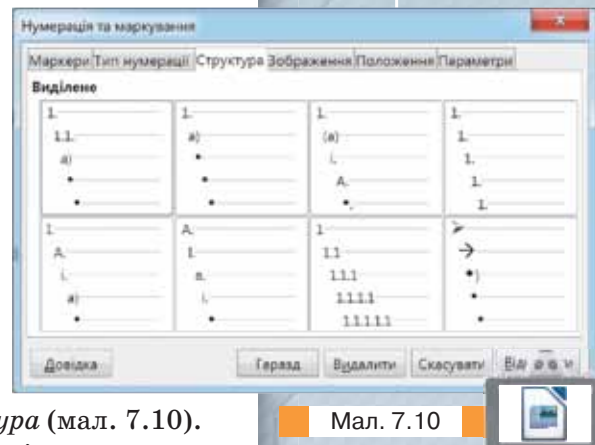 Нумерація та маркування
Маркери Тип нумерації Структура Зображення Положення Параметри
Виділено
1. 1. 1. 1.
1.1. а) (а) 1.
а) • i. 1.
• • А. 1.
• • •. 1.
1 А. 1 ➢
А. I. 1.1 →
i. а. 1.1.1 •)
а) i. 1.1.1.1 •
• • 1.1.1.1.1 •
Довідка Гаразд Видалити Скасувати
ура (мал. 7.10).
Мал. 7.10